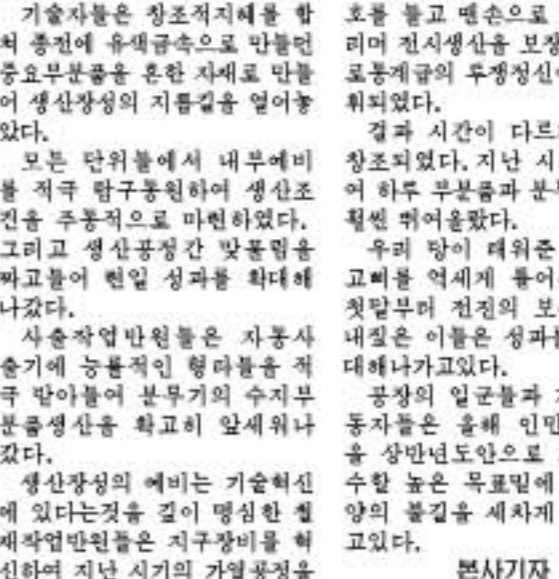 기술자들은 창조적지혜를 합
쳐 종전에 유색금속으로 만들던
중요부분품을 흔한 자재로 만들
어 생산장성의 지름길을 열어놓
았다.
모든 단위들에서 내부예비
를 적극 탐구동원하여 생산조
건을 주동적으로 마련하였다.
그리고 생산공정간 맞물림을
짜고들어 련일 성과를 확대해
나갔다.
사출작업반원들은 자동사
출기에 능률적인 형타들을 적
극 받아들여 분무기의 수지부
분품생산을 확고히 앞세워나
갔다.
생산장성의 예비는 기술혁신
에 있다는것을 깊이 명심한 철
재작업반원들은 지구장비를 혁
신하여 지난 시기의 가열공정을
호를 들고 맨손으로
리며 전시생산을 보장
로동계급의 투쟁정신이
휘되였다.
결과 시간이 다르
창조되였다. 지난 시
여 하루 부분품과 분무
훨씬 뛰여올랐다.
우리 당이 태워준
고삐를 억세게 틀어
첫달부터 전진의 보
내짚은 이들은 성과를
대해나가고있다.
공장의 일군들과
동자들은 올해 인민
을 상반년도안으로
수할 높은 목표밑에
양의 불길을 세차게
고있다.
본사기자